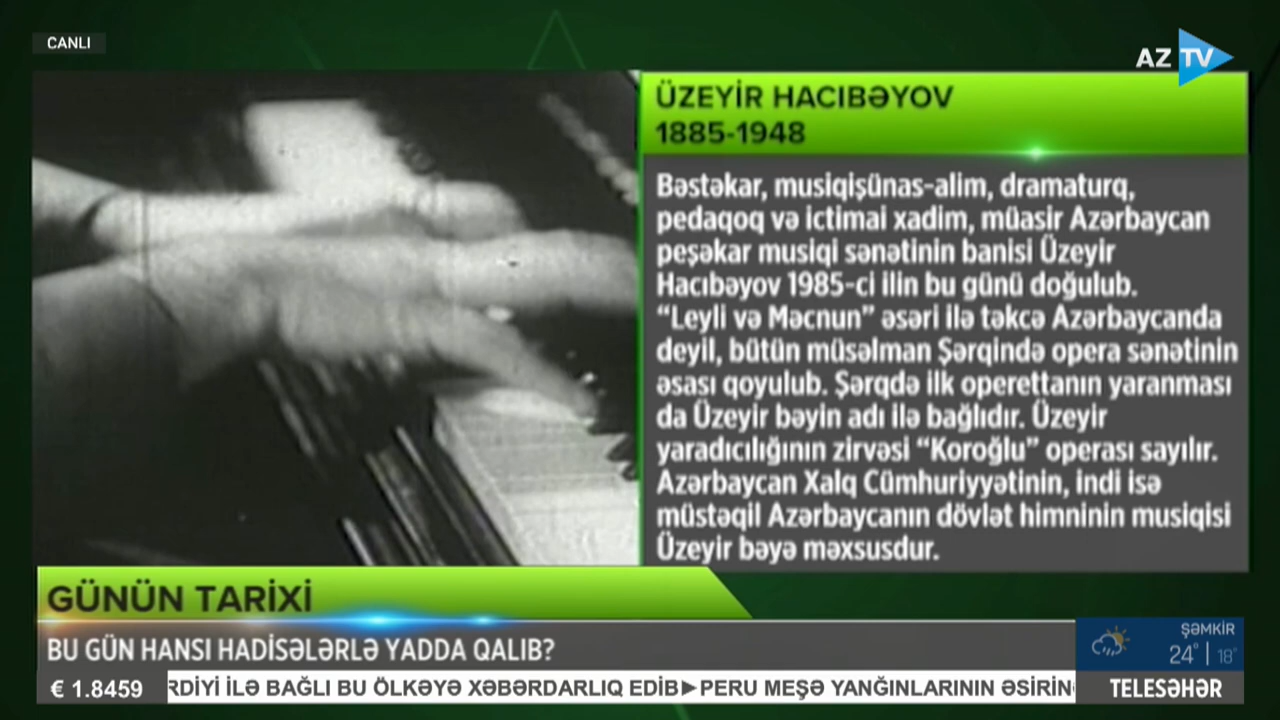 CANLI
AZ TV
ÜZEYİR HACIBƏYOV
1885-1948
Bəstəkar, musiqişünas-alim, dramaturq,
pedaqoq və ictimai xadim, müasir Azərbaycan
peşəkar musiqi sənətinin banisi Üzeyir
Hacıbəyov 1985-ci ilin bu günü doğulub.
“Leyli və Məcnun” əsəri ilə təkcə Azərbaycanda
deyil, bütün müsəlman Şərqində opera sənətinin
əsası qoyulub. Şərqdə ilk operettanın yaranması
da Üzeyir bəyin adı ilə bağlıdır. Üzeyir
yaradıcılığının zirvəsi “Koroğlu” operası sayılır.
Azərbaycan Xalq Cümhuriyyətinin, indi isə
müstəqil Azərbaycanın dövlət himninin musiqisi
Üzeyir bəyə məxsusdur.
GÜNÜN TARİXİ
BU GÜN HANSI HADİSƏLƏRLƏ YADDA QALIB?
ŞƏMKİR
24° | 18°
€ 1.8459
RDİYİ İLƏ BAĞLI BU ÖLKƏYƏ XƏBƏRDARLIQ EDİB►PERU MEŞƏ YANĞINLARININ ƏSİRİN
TELESƏHƏR